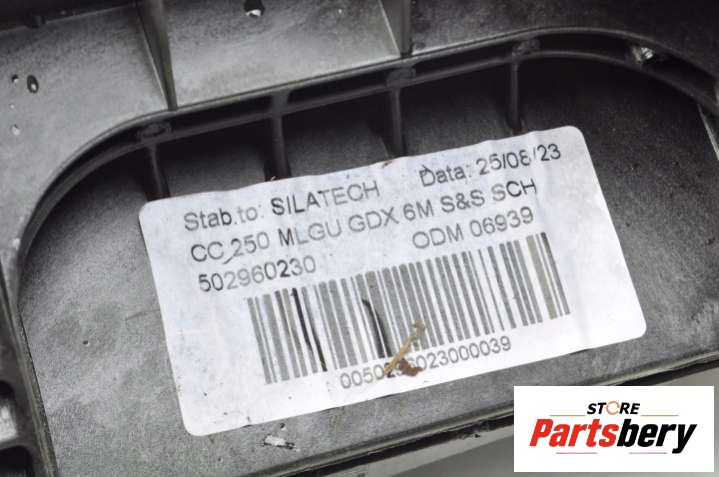 Stab.to: SILATECH Data: 25/08/23
CC 250 MLGU GDX 6M S&S SCH
502960230 ODM 06939
STORE
Partsbery